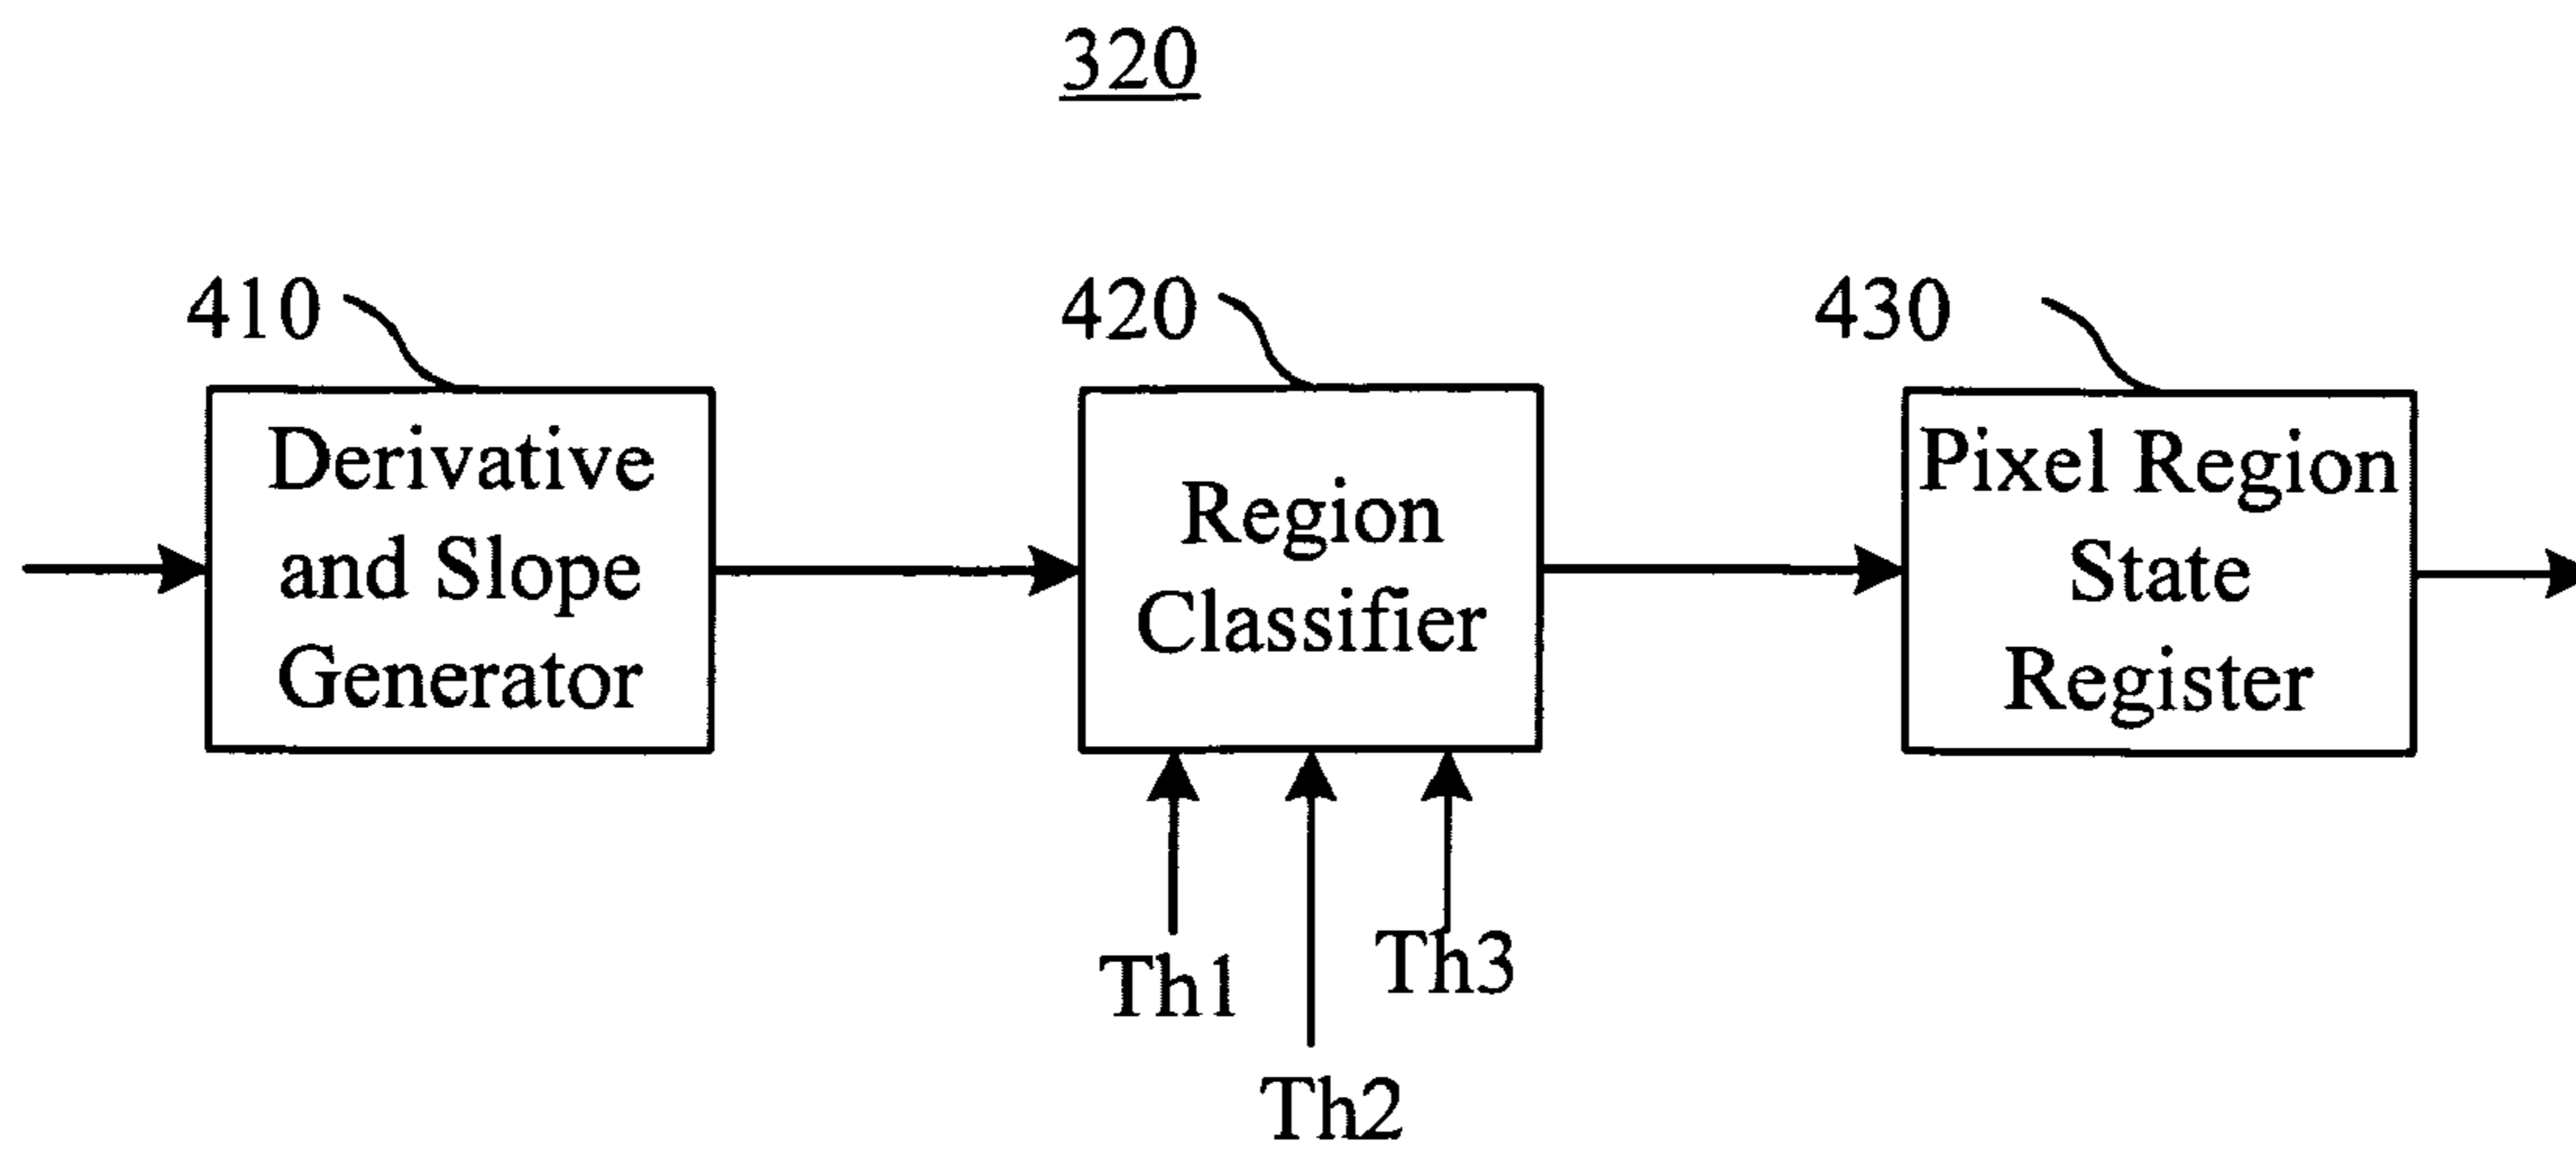 320
410
420
430
Derivative
and Slope
Generator
Region
Classifier
Pixel Region
State
Register
Th1
Th2
Th3